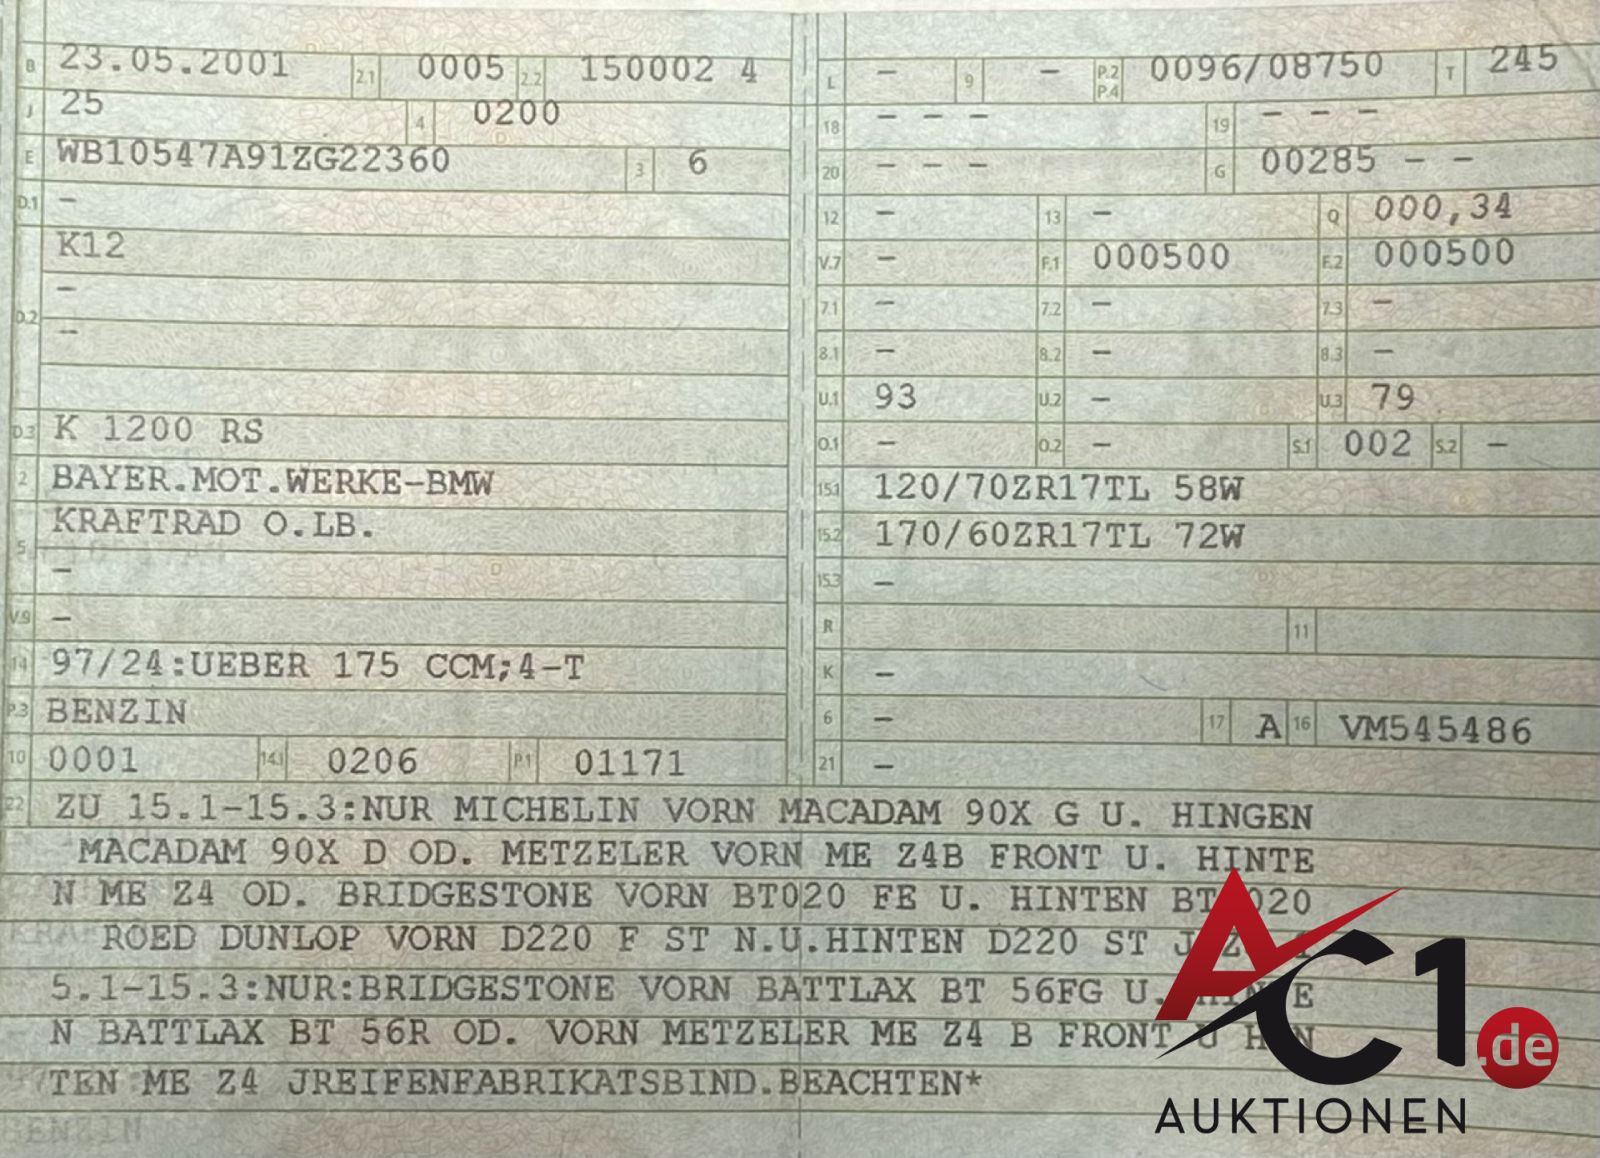 B 23.05.2001 2.1 0005 2.2 150002 4
J 25 4 0200
E WB10547A91ZG22360 3 6
D.1 –
D.2 K12
–
–
D.3 K 1200 RS
2 BAYER.MOT.WERKE-BMW
5 KRAFTRAD O.LB.
–
V.9 –
14 97/24:UEBER 175 CCM;4-T
P.3 BENZIN
10 0001 14.1 0206 P.1 01171
L – 9 – P.2 P.4 0096/08750 T 245
18 – – – 19 – – –
20 – – – G 00285 – –
12 – 13 – Q 000,34
V.7 – F.1 000500 F.2 000500
7.1 – 7.2 – 7.3 –
8.1 – 8.2 – 8.3 –
U.1 93 U.2 – U.3 79
O.1 – O.2 – S.1 002 S.2 –
15.1 120/70ZR17TL 58W
15.2 170/60ZR17TL 72W
15.3 –
R 11
K –
6 – 17 A 16 VM545486
21 –
22 ZU 15.1-15.3:NUR MICHELIN VORN MACADAM 90X G U. HINGEN
MACADAM 90X D OD. METZELER VORN ME Z4B FRONT U. HINTE
N ME Z4 OD. BRIDGESTONE VORN BT020 FE U. HINTEN BT020
ROED DUNLOP VORN D220 F ST N.U.HINTEN D220 ST
5.1-15.3:NUR:BRIDGESTONE VORN BATTLAX BT 56FG U. HINTE
N BATTLAX BT 56R OD. VORN METZELER ME Z4 B FRONT U HIN
TEN ME Z4 JREIFENFABRIKATSBIND.BEACHTEN*
AC1.de
AUKTIONEN